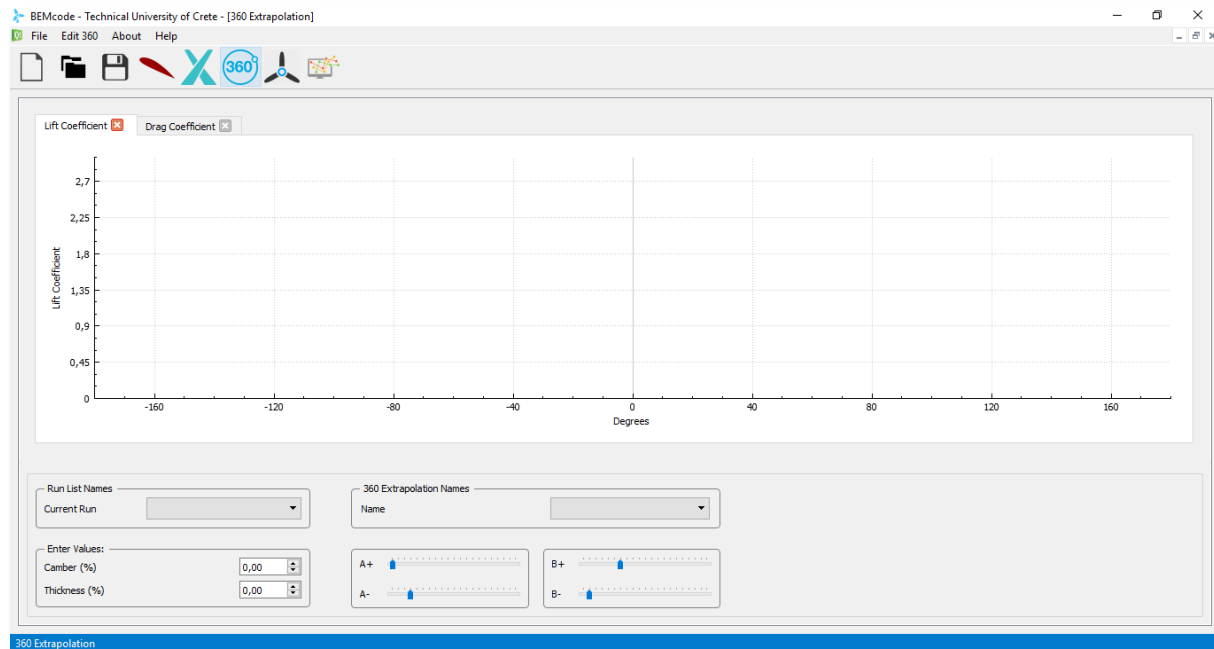 BEMcode - Technical University of Crete - [360 Extrapolation]
File Edit 360 About Help
360
Lift Coefficient Drag Coefficient
Lift Coefficient
2,7
2,25
1,8
1,35
0,9
0,45
0
-160 -120 -80 -40 0 40 80 120 160
Degrees
Run List Names
Current Run
360 Extrapolation Names
Name
Enter Values:
Camber (%) 0,00
Thickness (%) 0,00
A+
A-
B+
B-
360 Extrapolation